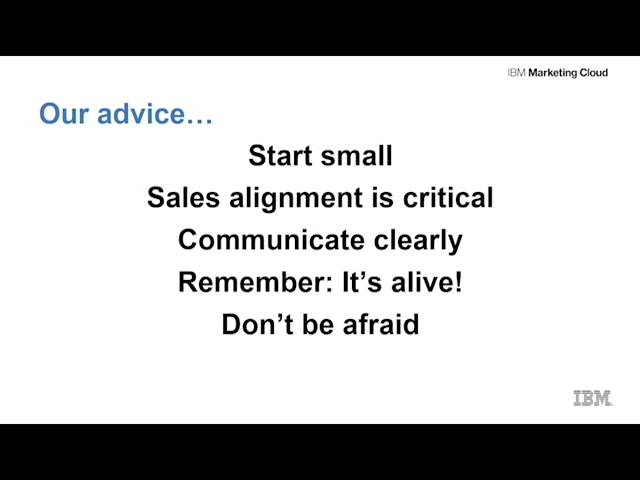 IBM Marketing Cloud
Our advice…
Start small
Sales alignment is critical
Communicate clearly
Remember: It’s alive!
Don’t be afraid
IBM